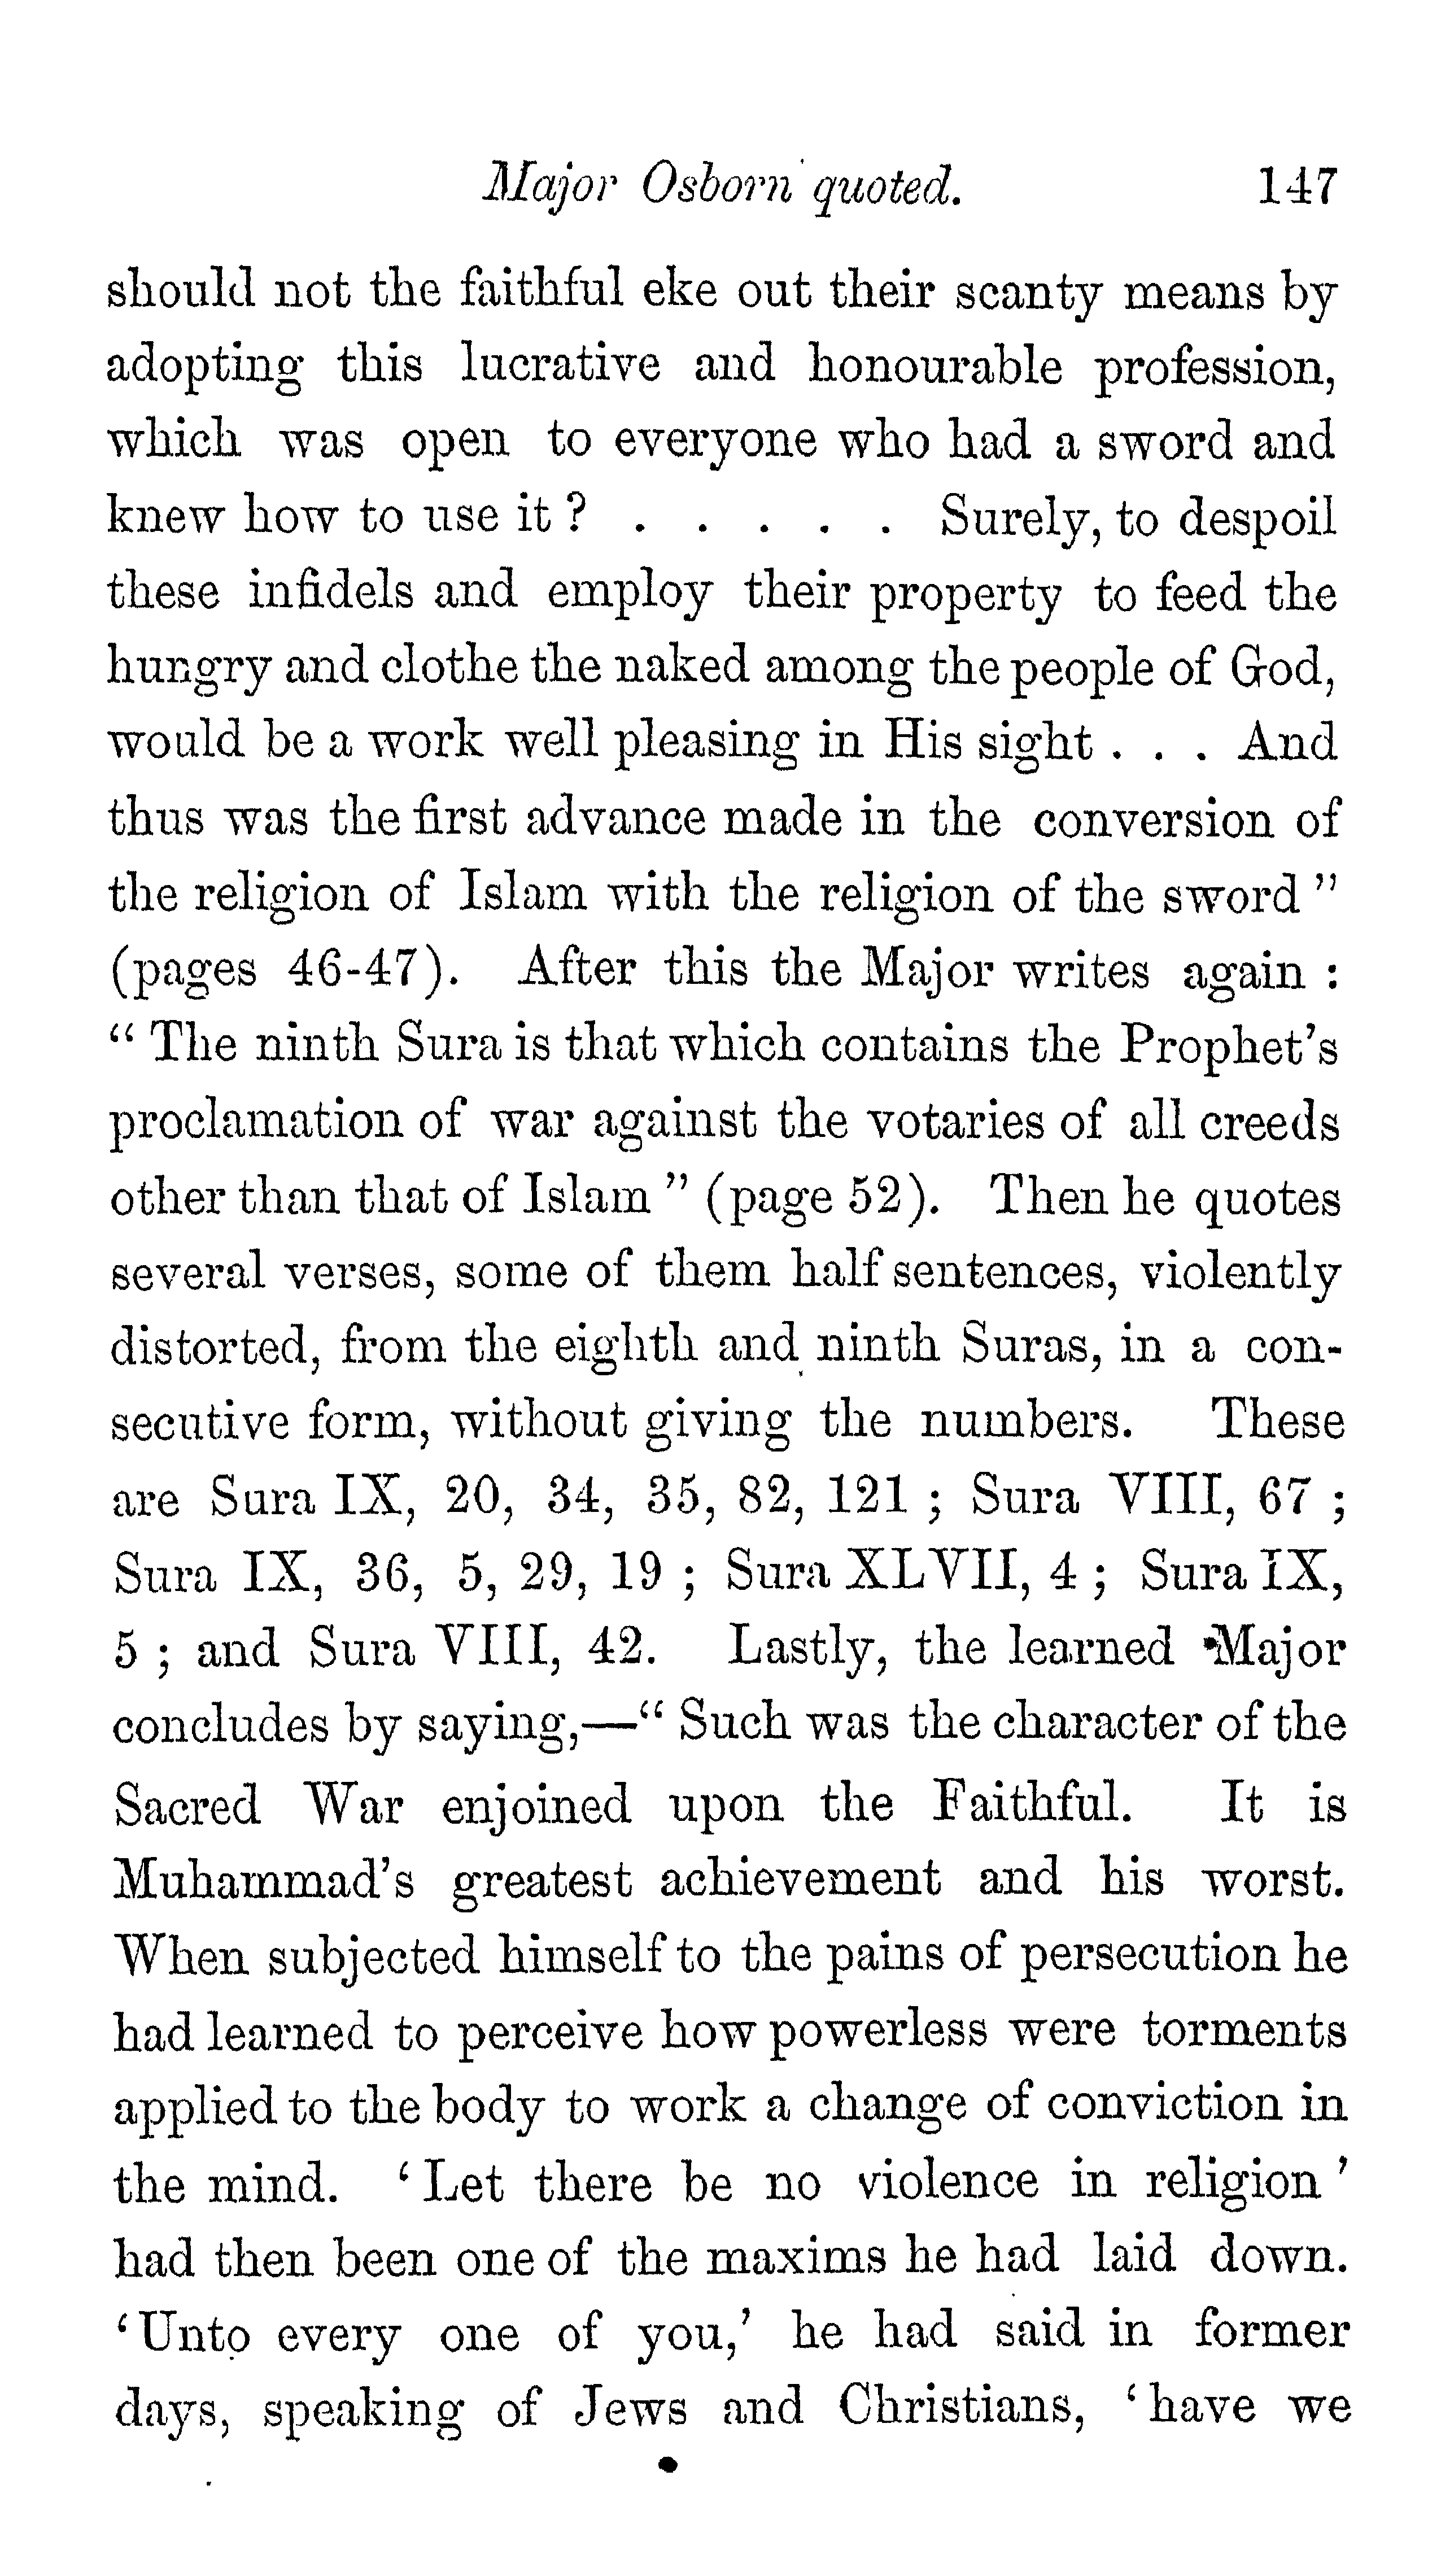 Major Osborn quoted. 147
should not the faithful eke out their scanty means by
adopting this lucrative and honourable profession,
which was open to everyone who had a sword and
knew how to use it ? . . . . . Surely, to despoil
these infidels and employ their property to feed the
hungry and clothe the naked among the people of God,
would be a work well pleasing in His sight . . . And
thus was the first advance made in the conversion of
the religion of Islam with the religion of the sword ”
(pages 46-47). After this the Major writes again :
“ The ninth Sura is that which contains the Prophet’s
proclamation of war against the votaries of all creeds
other than that of Islam ” (page 52). Then he quotes
several verses, some of them half sentences, violently
distorted, from the eighth and ninth Suras, in a con-
secutive form, without giving the numbers. These
are Sura IX, 20, 34, 35, 82, 121 ; Sura VIII, 67 ;
Sura IX, 36, 5, 29, 19 ; Sura XLVII, 4 ; Sura IX,
5 ; and Sura VIII, 42. Lastly, the learned Major
concludes by saying,—“ Such was the character of the
Sacred War enjoined upon the Faithful. It is
Muhammad’s greatest achievement and his worst.
When subjected himself to the pains of persecution he
had learned to perceive how powerless were torments
applied to the body to work a change of conviction in
the mind. ‘ Let there be no violence in religion ’
had then been one of the maxims he had laid down.
‘ Unto every one of you,’ he had said in former
days, speaking of Jews and Christians, ‘ have we